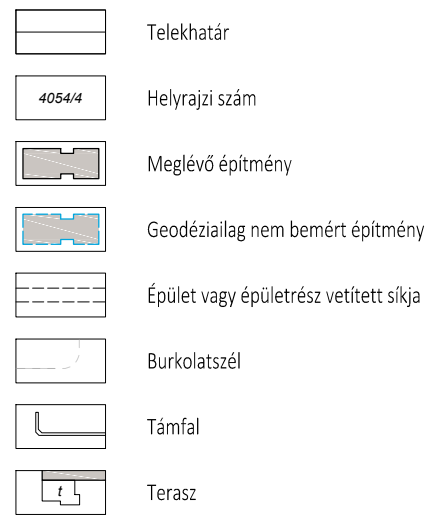 Telekhatár
4054/4 Helyrajzi szám
Meglévő építmény
Geodéziailag nem bemért építmény
Épület vagy épületrész vetített síkja
Burkolatszél
Támfal
t Terasz